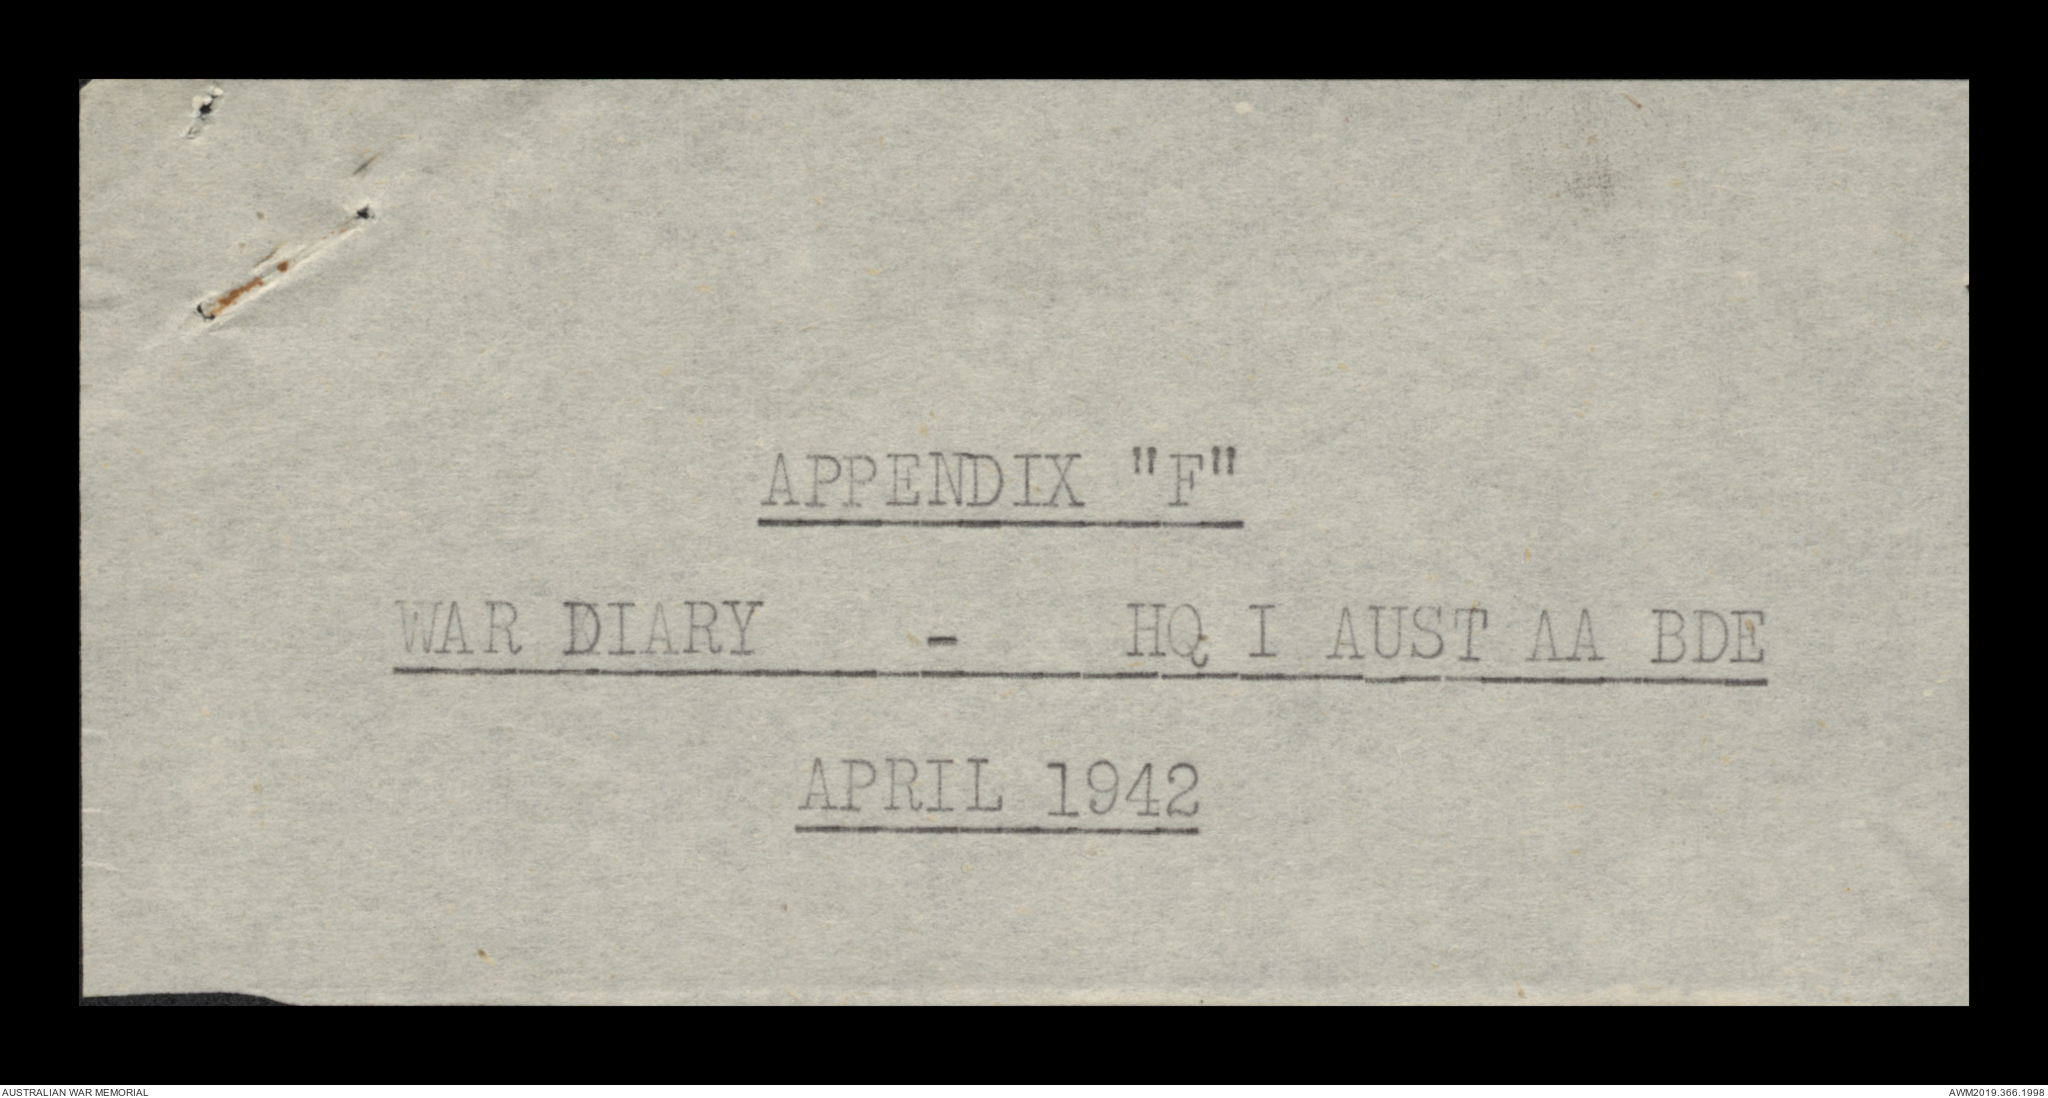 APPENDIX "F"
WAR DIARY - HQ I AUST AA BDE
APRIL 1942
AUSTRALIAN WAR MEMORIAL
AWM2019.366.1998